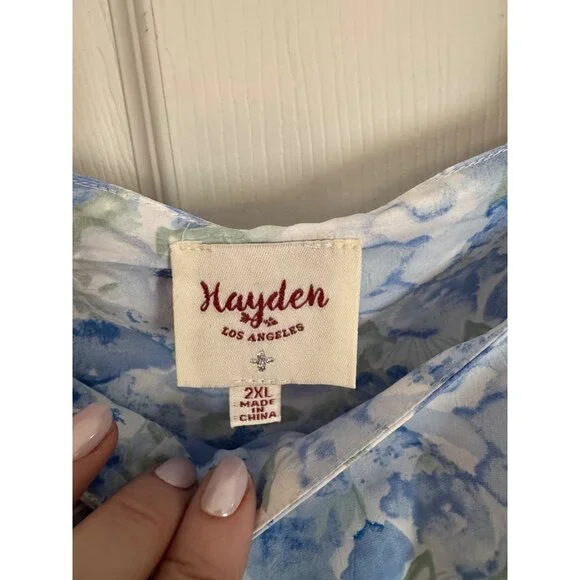 Hayden
LOS ANGELES
2XL
MADE
IN
CHINA